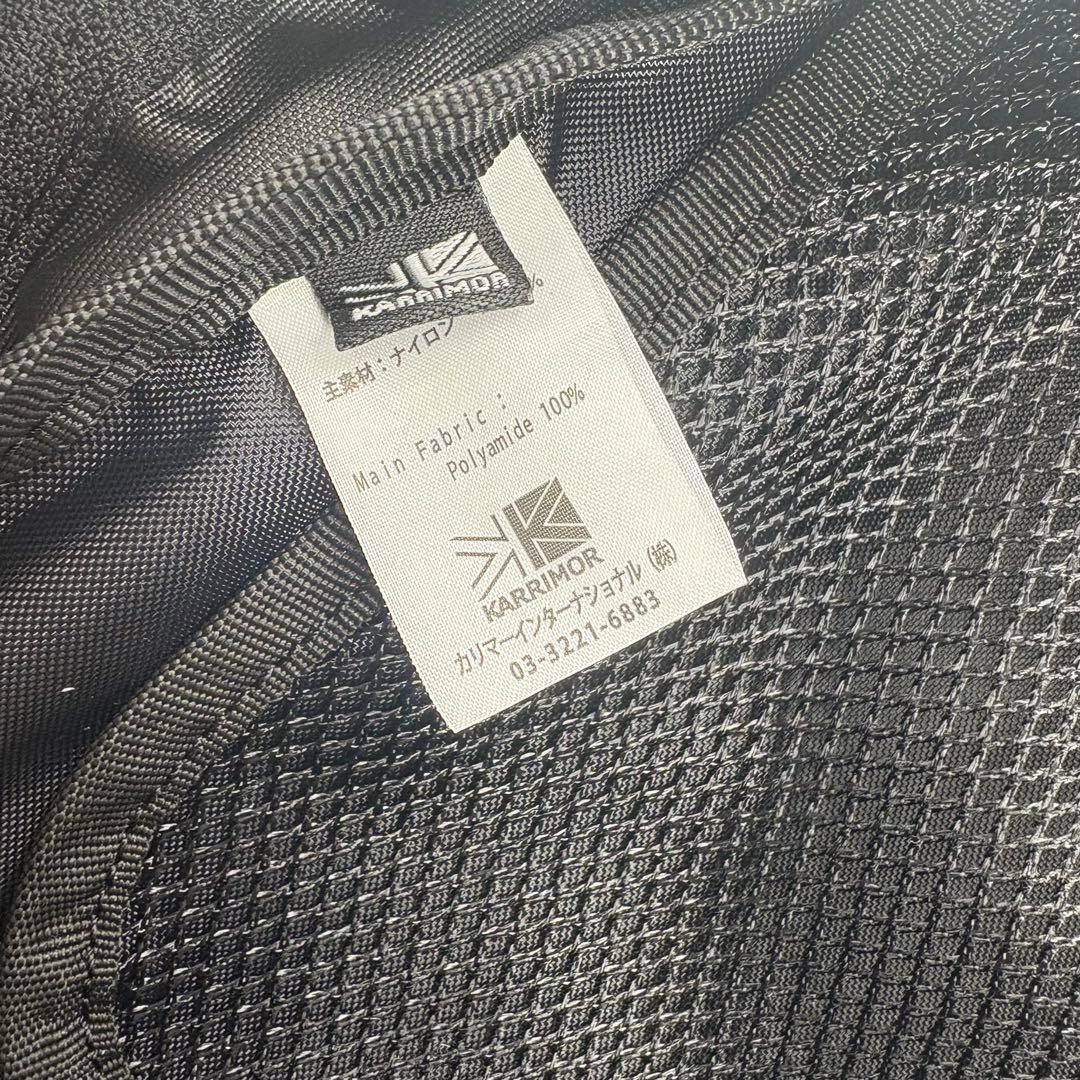 KARRIMOR
%
主素材：ナイロン
Main Fabric :
Polyamide 100%
KARRIMOR
カリマーインターナショナル（株）
03-3221-6883